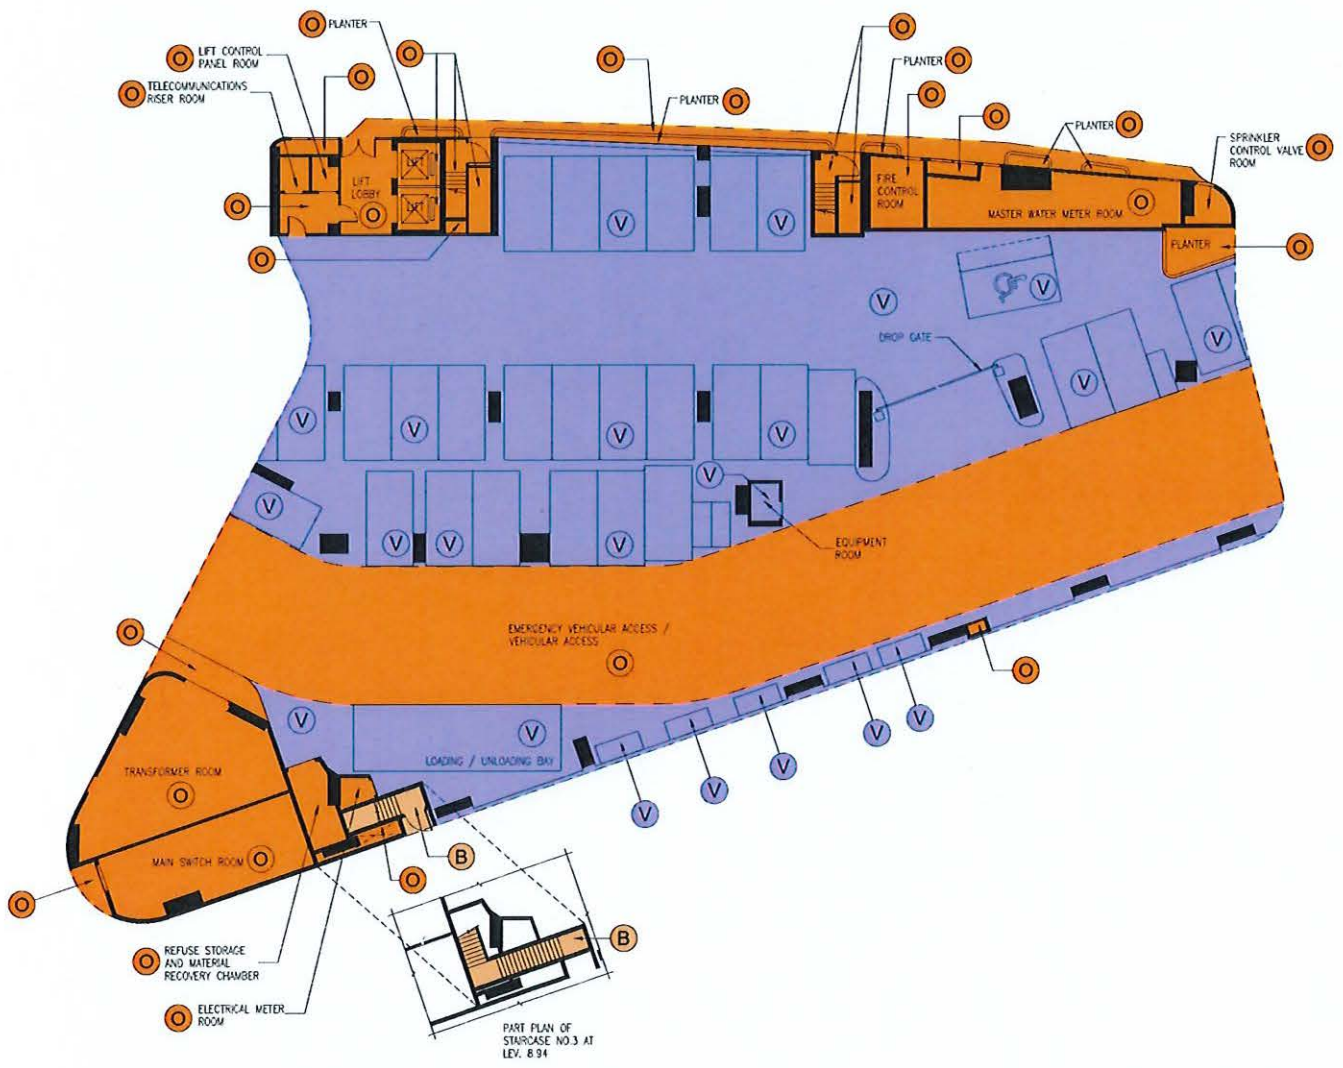 O PLANTER
O LIFT CONTROL
PANEL ROOM
O
O
O TELECOMMUNICATIONS
RISER ROOM
O
PLANTER O
O
PLANTER O
O
O
PLANTER O
SPRINKLER
CONTROL VALVE
ROOM
O
LIFT
LIFT
LIFT
LOBBY
O
O
O
V
V
FIRE
CONTROL
ROOM
MASTER WATER METER ROOM
O
PLANTER
O
V
V
DROP GATE
V
V
V
V
V
V
V
V
V
V
V
EQUIPMENT
ROOM
O
EMERGENCY VEHICULAR ACCESS /
VEHICULAR ACCESS
O
O
V
V
LOADING / UNLOADING BAY
V
V
V
V
V
TRANSFORMER ROOM
O
MAIN SWITCH ROOM
O
B
O
O
B
O REFUSE STORAGE
AND MATERIAL
RECOVERY CHAMBER
O ELECTRICAL METER
ROOM
PART PLAN OF
STAIRCASE NO.3 AT
LEV. 8.94